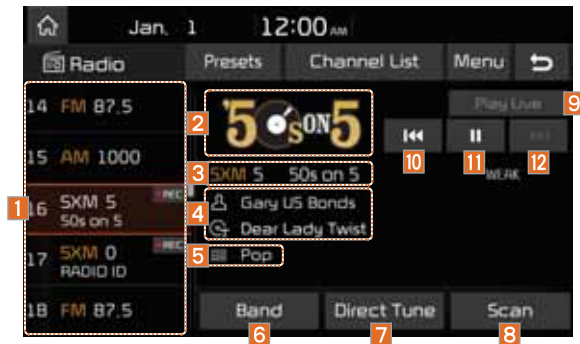 Jan. 1 12:00 AM
Radio Presets Channel List Menu
14 FM 87.5
15 AM 1000
16 SXM 5 REC
50s on 5
17 SXM 0 REC
RADIO ID
18 FM 87.5
1
2
'50's ON 5
3
SXM 5 50s on 5
4
Gary US Bonds
Dear Lady Twist
5
Pop
Play Live 9
10 11 12
WEAK
Band Direct Tune Scan
6 7 8